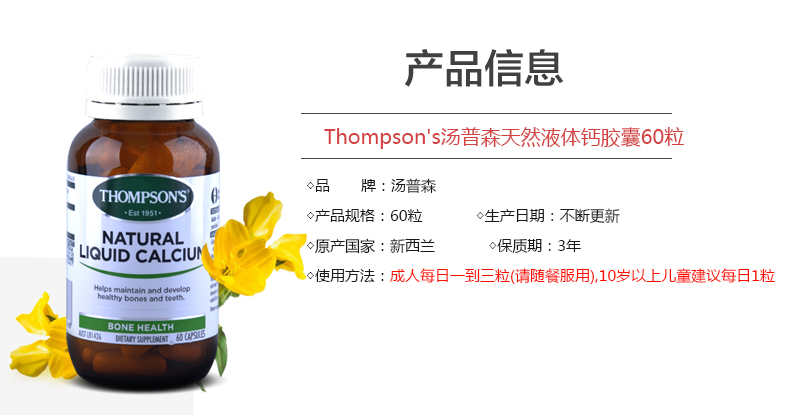 产品信息
Thompson's汤普森天然液体钙胶囊60粒
◇品 牌：汤普森
◇产品规格：60粒 ◇生产日期：不断更新
◇原产国家：新西兰 ◇保质期：3年
◇使用方法：成人每日一到三粒(请随餐服用),10岁以上儿童建议每日1粒
THOMPSON'S®
• Est 1951 •
NATURAL
LIQUID CALCIUM
Helps maintain and develop
healthy bones and teeth.
BONE HEALTH
AUST L81426
DIETARY SUPPLEMENT 60 CAPSULES